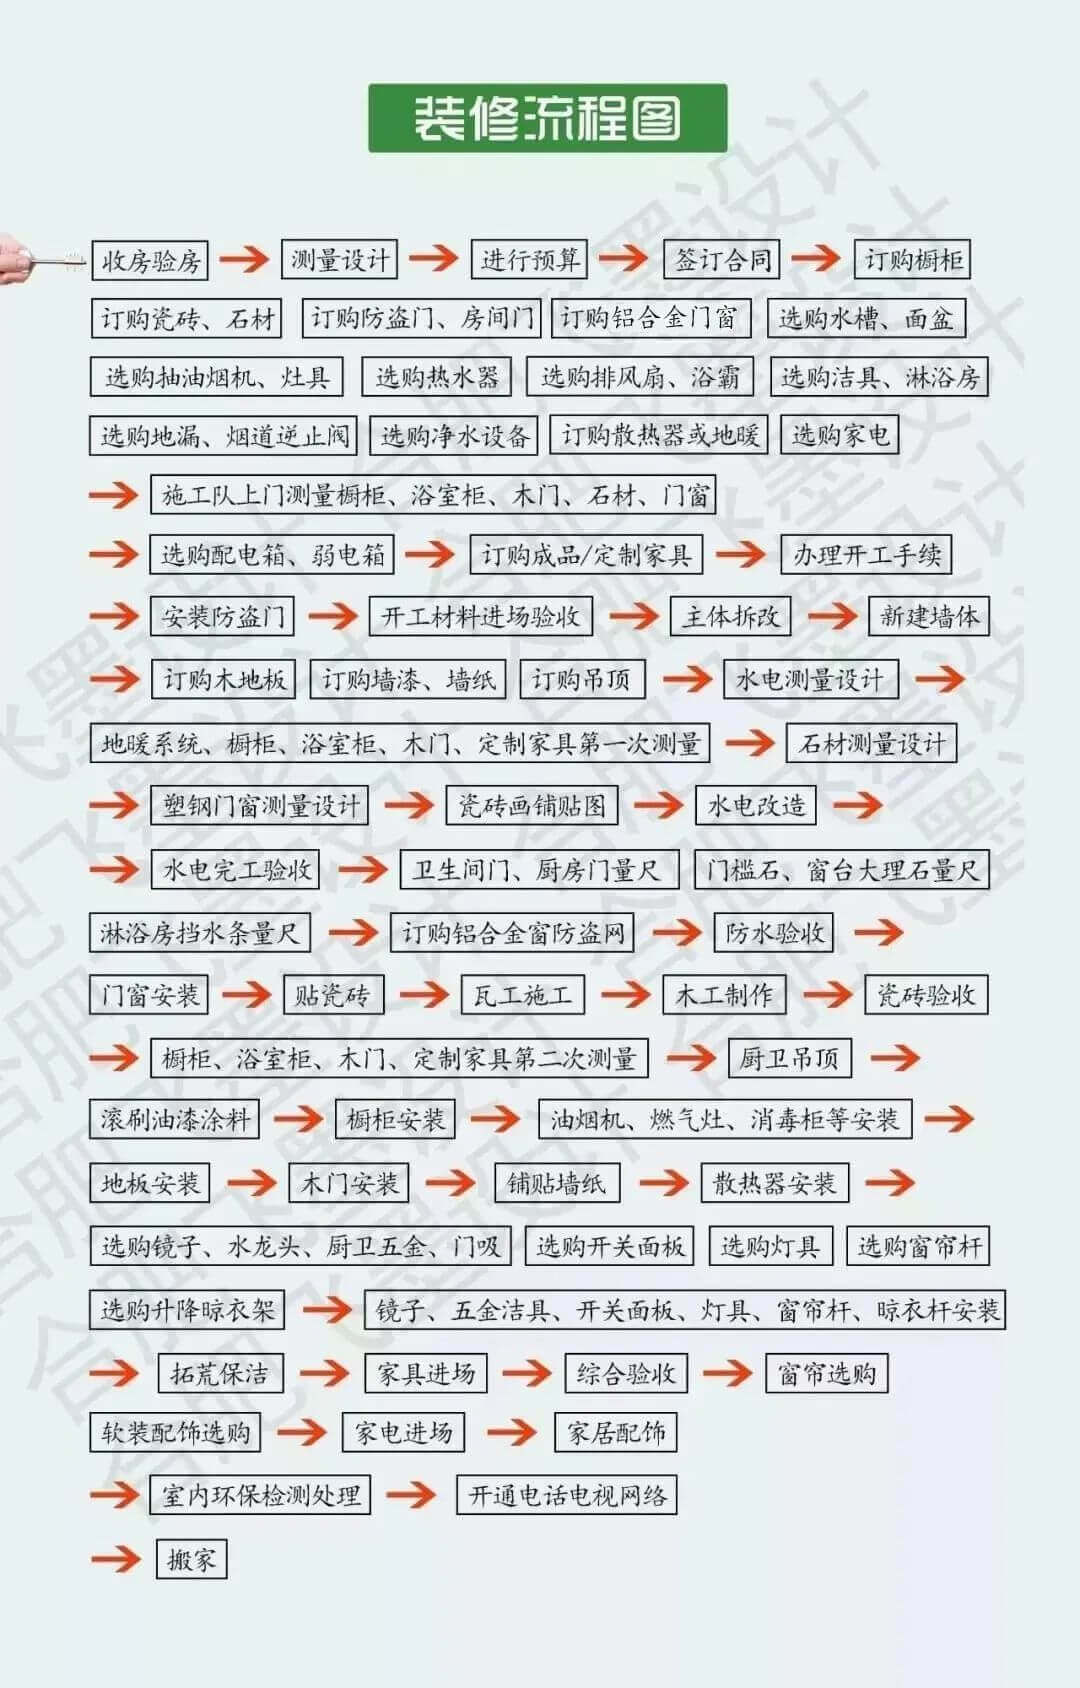 装修流程图
收房验房 → 测量设计 → 进行预算 → 签订合同 → 订购橱柜
订购瓷砖、石材 订购防盗门、房间门 订购铝合金门窗 选购水槽、面盆
选购抽油烟机、灶具 选购热水器 选购排风扇、浴霸 选购洁具、淋浴房
选购地漏、烟道逆止阀 选购净水设备 订购散热器或地暖 选购家电
→ 施工队上门测量橱柜、浴室柜、木门、石材、门窗
→ 选购配电箱、弱电箱 → 订购成品/定制家具 → 办理开工手续
→ 安装防盗门 → 开工材料进场验收 → 主体拆改 → 新建墙体
→ 订购木地板 订购墙漆、墙纸 订购吊顶 → 水电测量设计 →
地暖系统、橱柜、浴室柜、木门、定制家具第一次测量 → 石材测量设计
→ 塑钢门窗测量设计 → 瓷砖画铺贴图 → 水电改造 →
→ 水电完工验收 → 卫生间门、厨房门量尺 门槛石、窗台大理石量尺
淋浴房挡水条量尺 → 订购铝合金窗防盗网 → 防水验收 →
门窗安装 → 贴瓷砖 → 瓦工施工 → 木工制作 → 瓷砖验收
→ 橱柜、浴室柜、木门、定制家具第二次测量 → 厨卫吊顶 →
滚刷油漆涂料 → 橱柜安装 → 油烟机、燃气灶、消毒柜等安装 →
地板安装 → 木门安装 → 铺贴墙纸 → 散热器安装 →
选购镜子、水龙头、厨卫五金、门吸 选购开关面板 选购灯具 选购窗帘杆
选购升降晾衣架 → 镜子、五金洁具、开关面板、灯具、窗帘杆、晾衣杆安装
→ 拓荒保洁 → 家具进场 → 综合验收 → 窗帘选购
软装配饰选购 → 家电进场 → 家居配饰
→ 室内环保检测处理 → 开通电话电视网络
→ 搬家
合肥飞墨设计